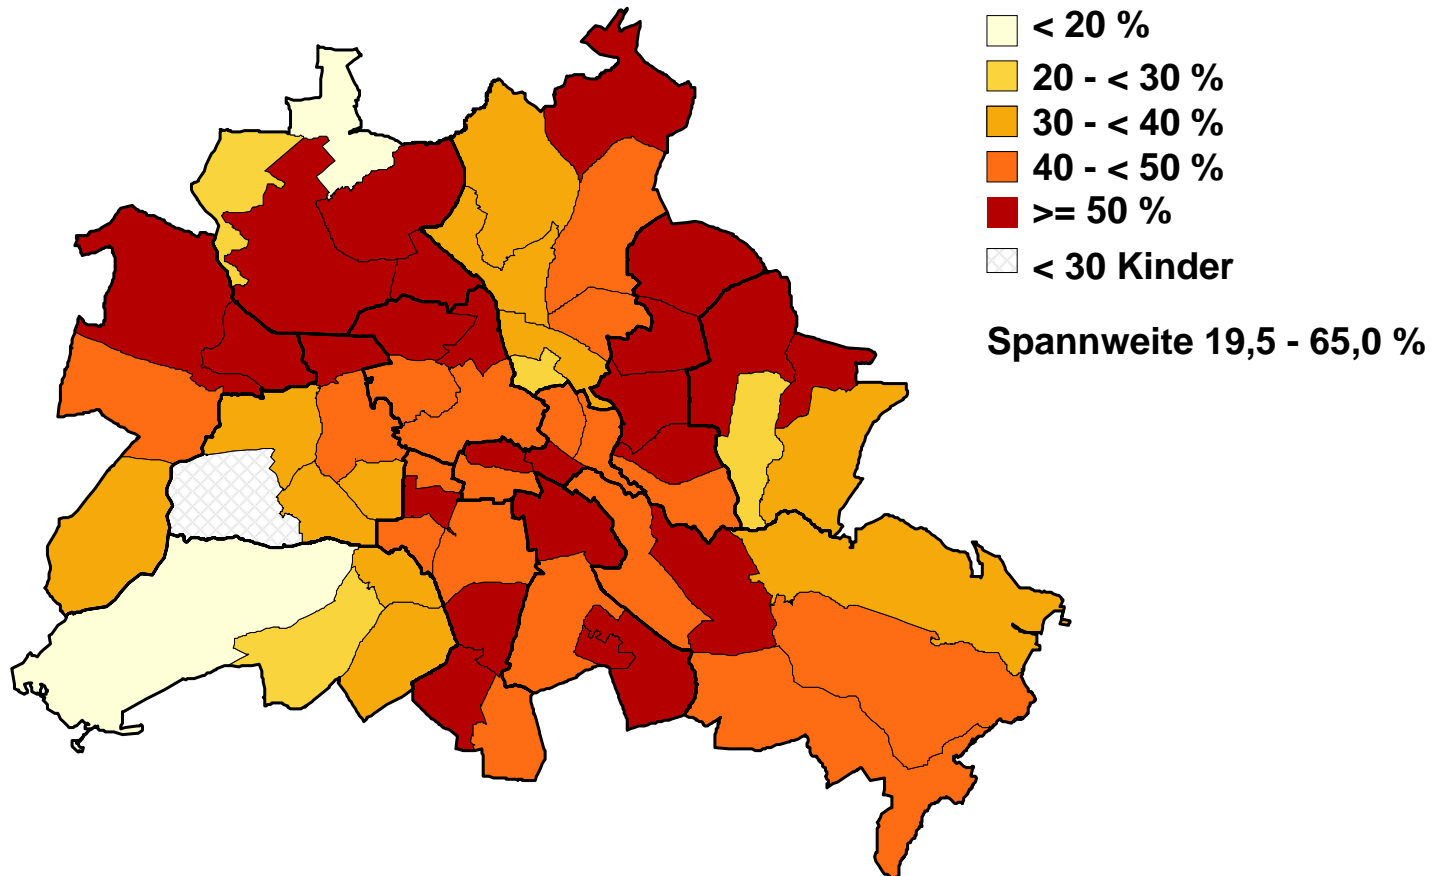 < 20 %
20 - < 30 %
30 - < 40 %
40 - < 50 %
>= 50 %
< 30 Kinder
Spannweite 19,5 - 65,0 %